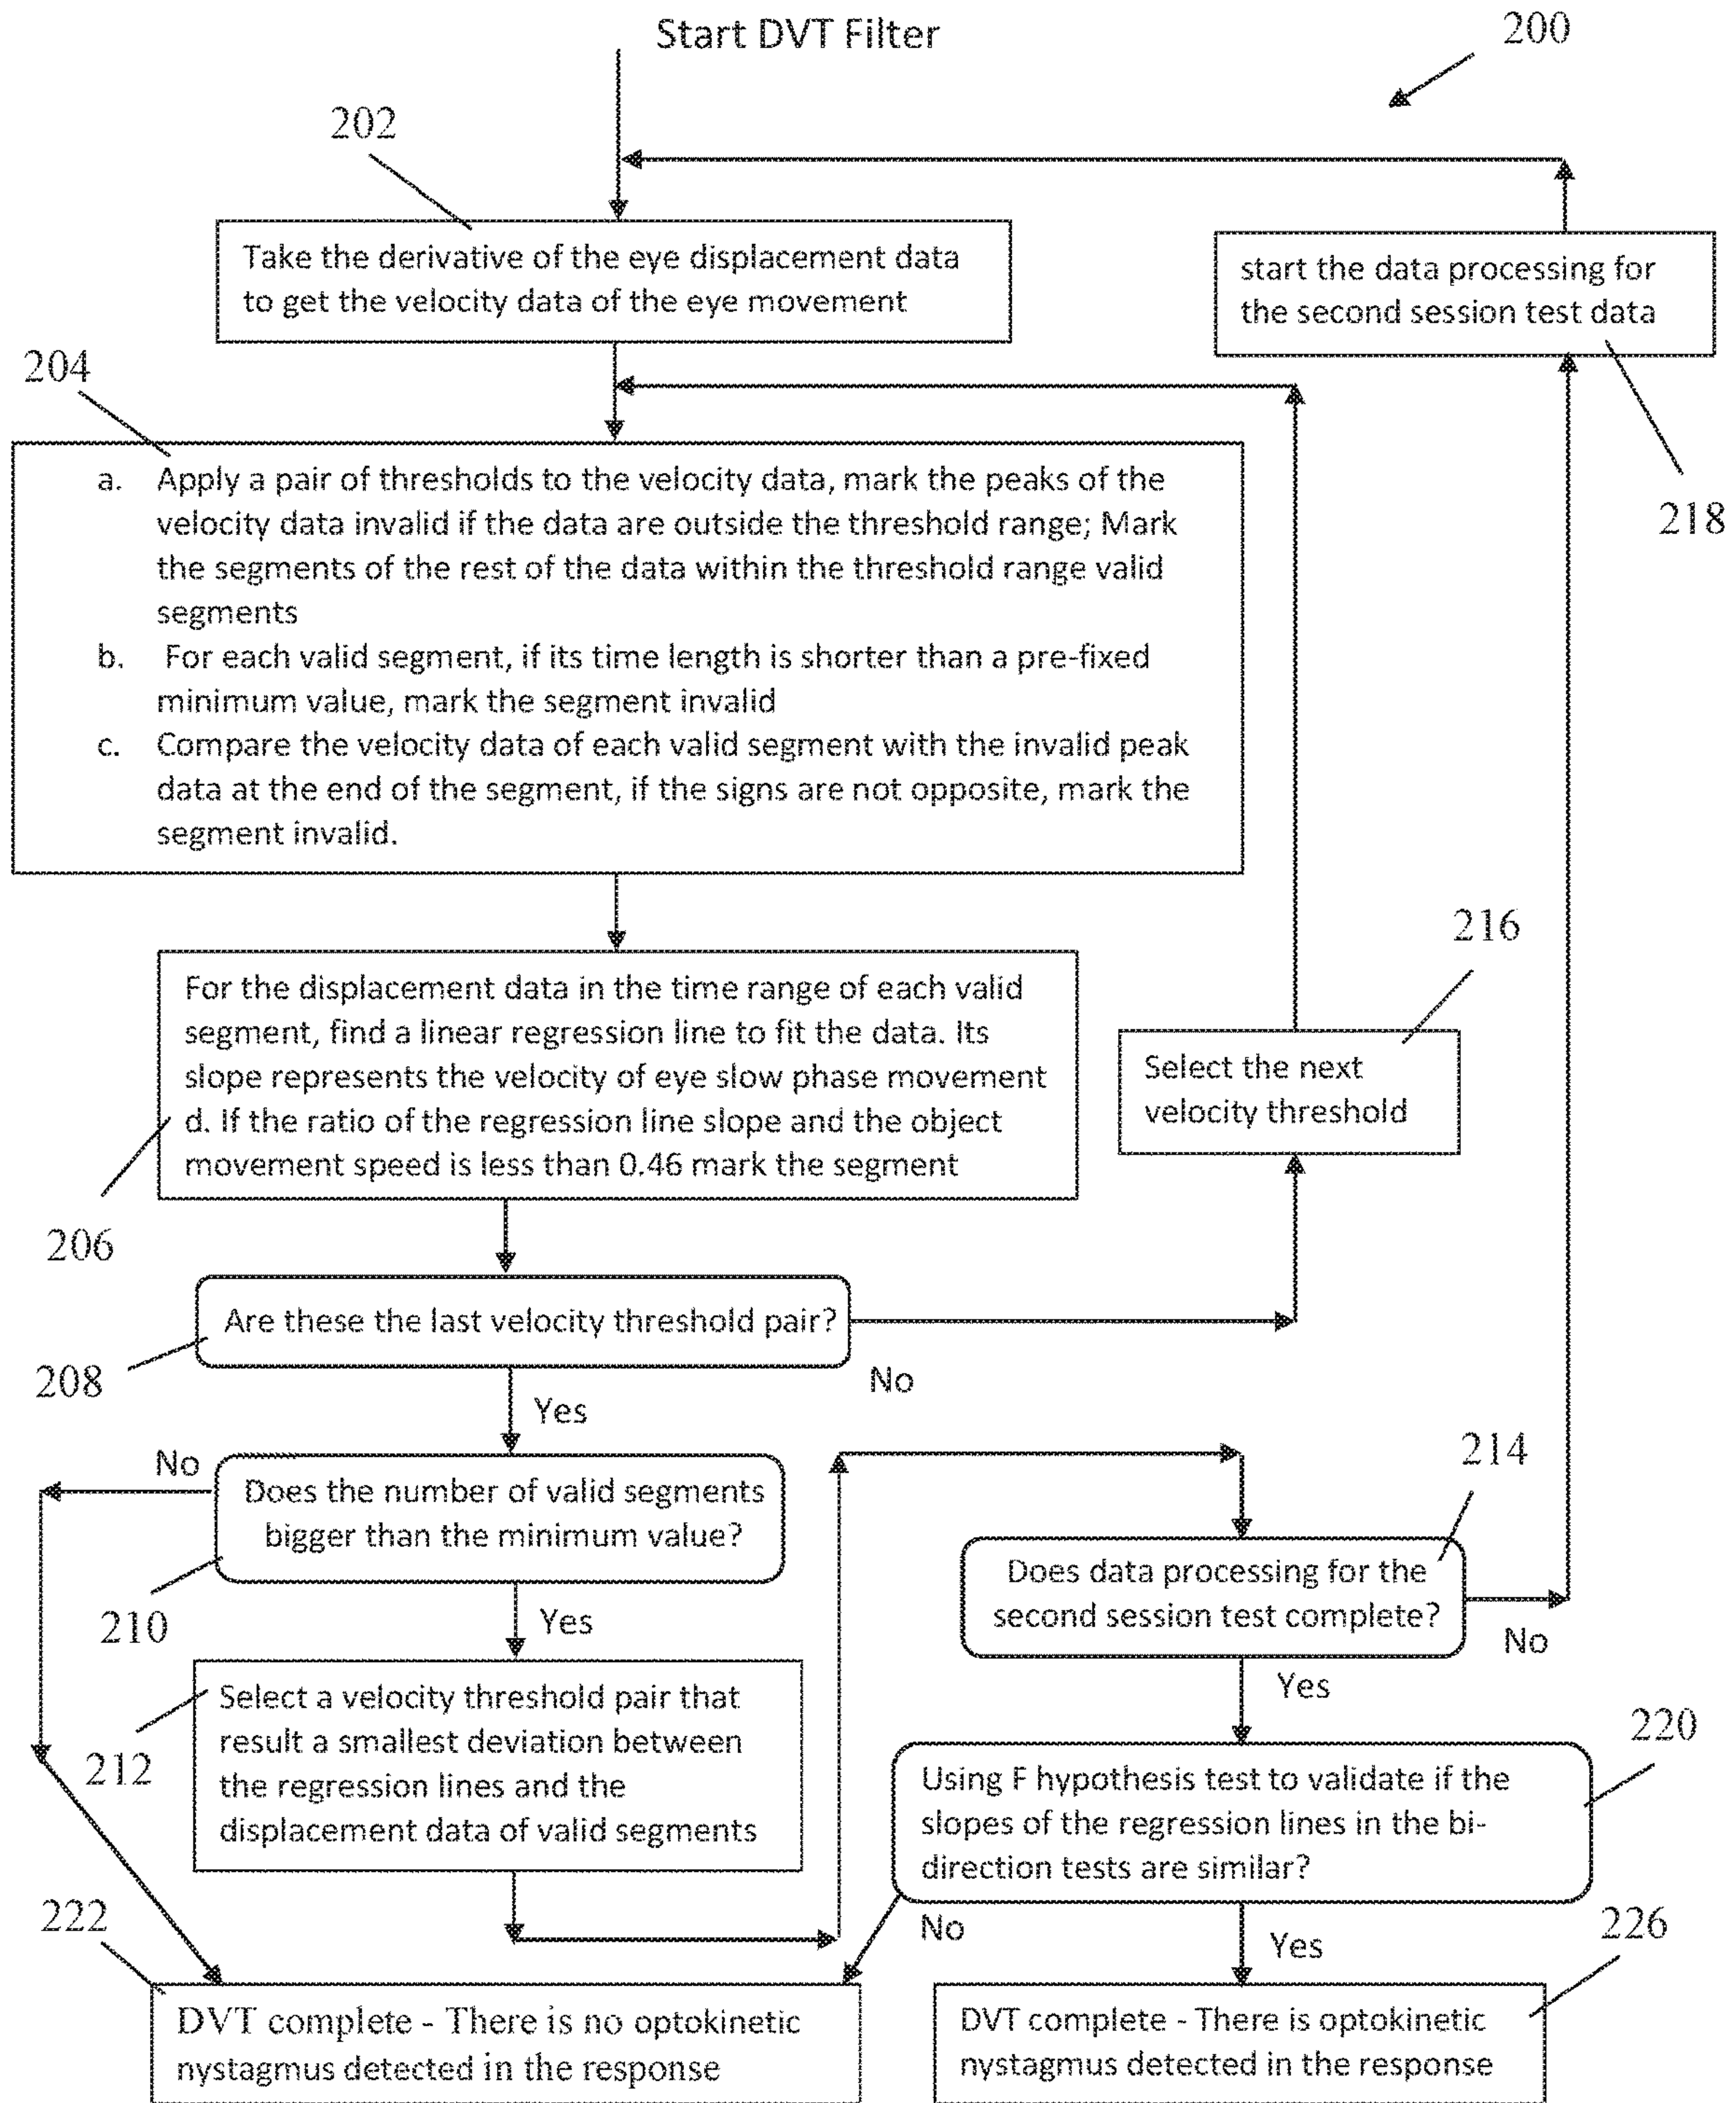 Start DVT Filter
200
202
Take the derivative of the eye displacement data
to get the velocity data of the eye movement
start the data processing for
the second session test data
218
204
a. Apply a pair of thresholds to the velocity data, mark the peaks of the
velocity data invalid if the data are outside the threshold range; Mark
the segments of the rest of the data within the threshold range valid
segments
b. For each valid segment, if its time length is shorter than a pre-fixed
minimum value, mark the segment invalid
c. Compare the velocity data of each valid segment with the invalid peak
data at the end of the segment, if the signs are not opposite, mark the
segment invalid.
For the displacement data in the time range of each valid
segment, find a linear regression line to fit the data. Its
slope represents the velocity of eye slow phase movement
d. If the ratio of the regression line slope and the object
movement speed is less than 0.46 mark the segment
206
216
Select the next
velocity threshold
Are these the last velocity threshold pair?
208
No
Yes
No
Does the number of valid segments
bigger than the minimum value?
210
Yes
214
Does data processing for the
second session test complete?
No
Yes
Select a velocity threshold pair that
result a smallest deviation between
the regression lines and the
displacement data of valid segments
212
220
Using F hypothesis test to validate if the
slopes of the regression lines in the bi-
direction tests are similar?
No
Yes
222
DVT complete - There is no optokinetic
nystagmus detected in the response
226
DVT complete - There is optokinetic
nystagmus detected in the response